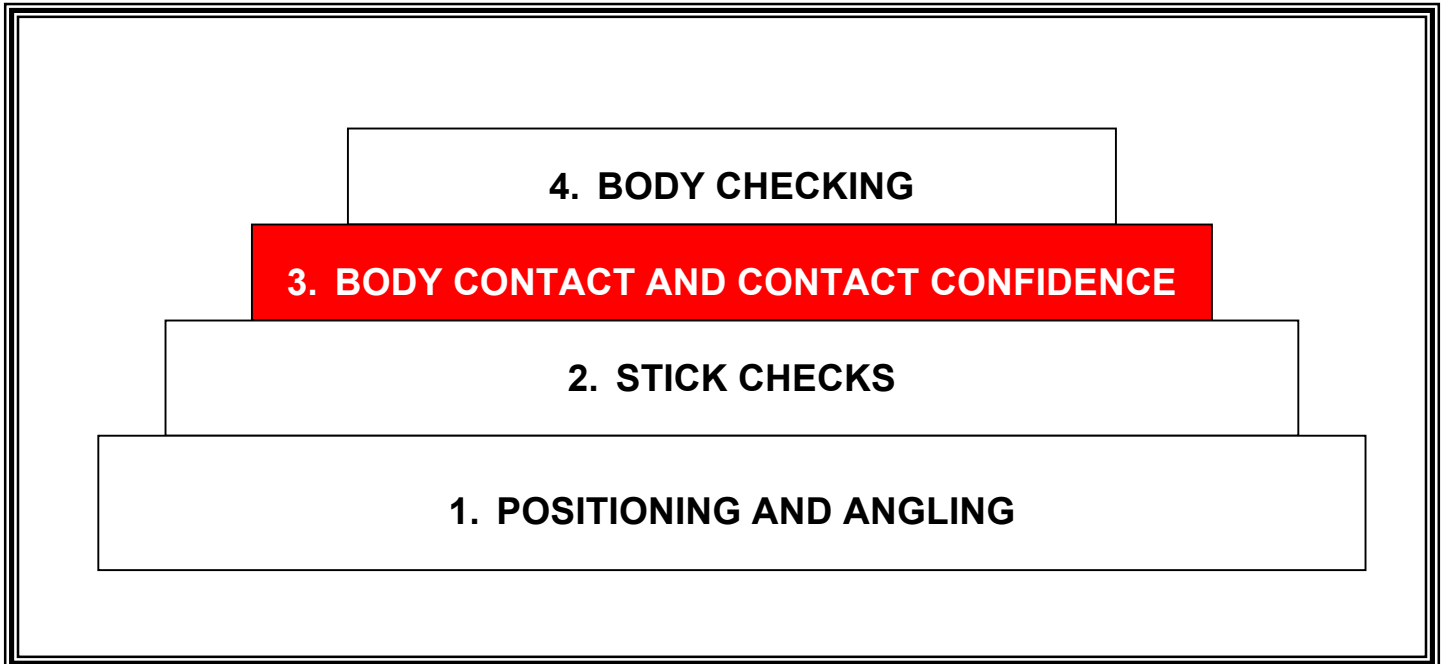 4. BODY CHECKING
3. BODY CONTACT AND CONTACT CONFIDENCE
2. STICK CHECKS
1. POSITIONING AND ANGLING